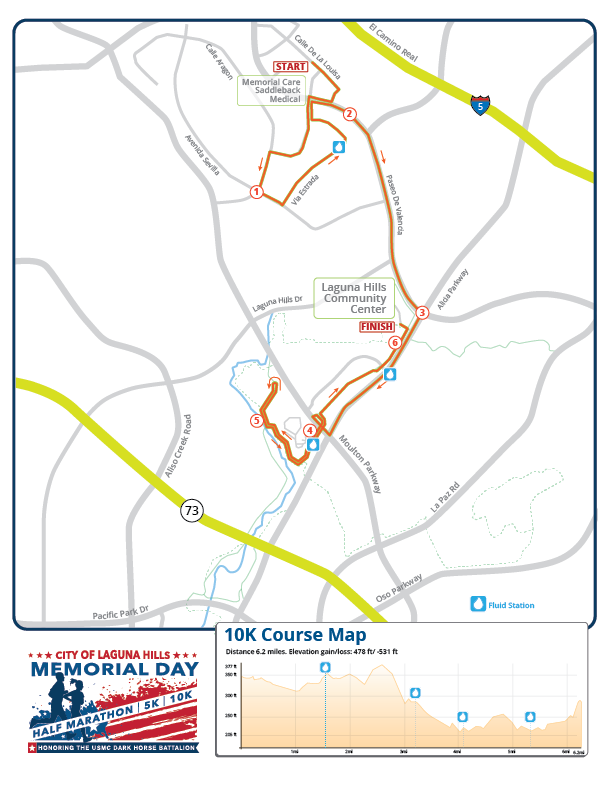 El Camino Real
Calle De La Louisa
Calle Aragon
START
Memorial Care
Saddleback
Medical
5
2
Avenida Sevilla
1
Via Estrada
Paseo De Valencia
Alicia Parkway
Laguna Hills
Community
Center
Laguna Hills Dr
3
FINISH
6
5
4
Aliso Creek Road
Moulton Parkway
La Paz Rd
73
Oso Parkway
Pacific Park Dr
Fluid Station
10K Course Map
Distance 6.2 miles. Elevation gain/loss: 478 ft/ -531 ft
377 ft
350 ft
300 ft
250 ft
1mi
2mi
3mi
4mi
5mi
6mi
6.2mi
CITY OF LAGUNA HILLS
MEMORIAL DAY
HALF MARATHON | 5K | 10K
HONORING THE USMC DARK HORSE BATTALION